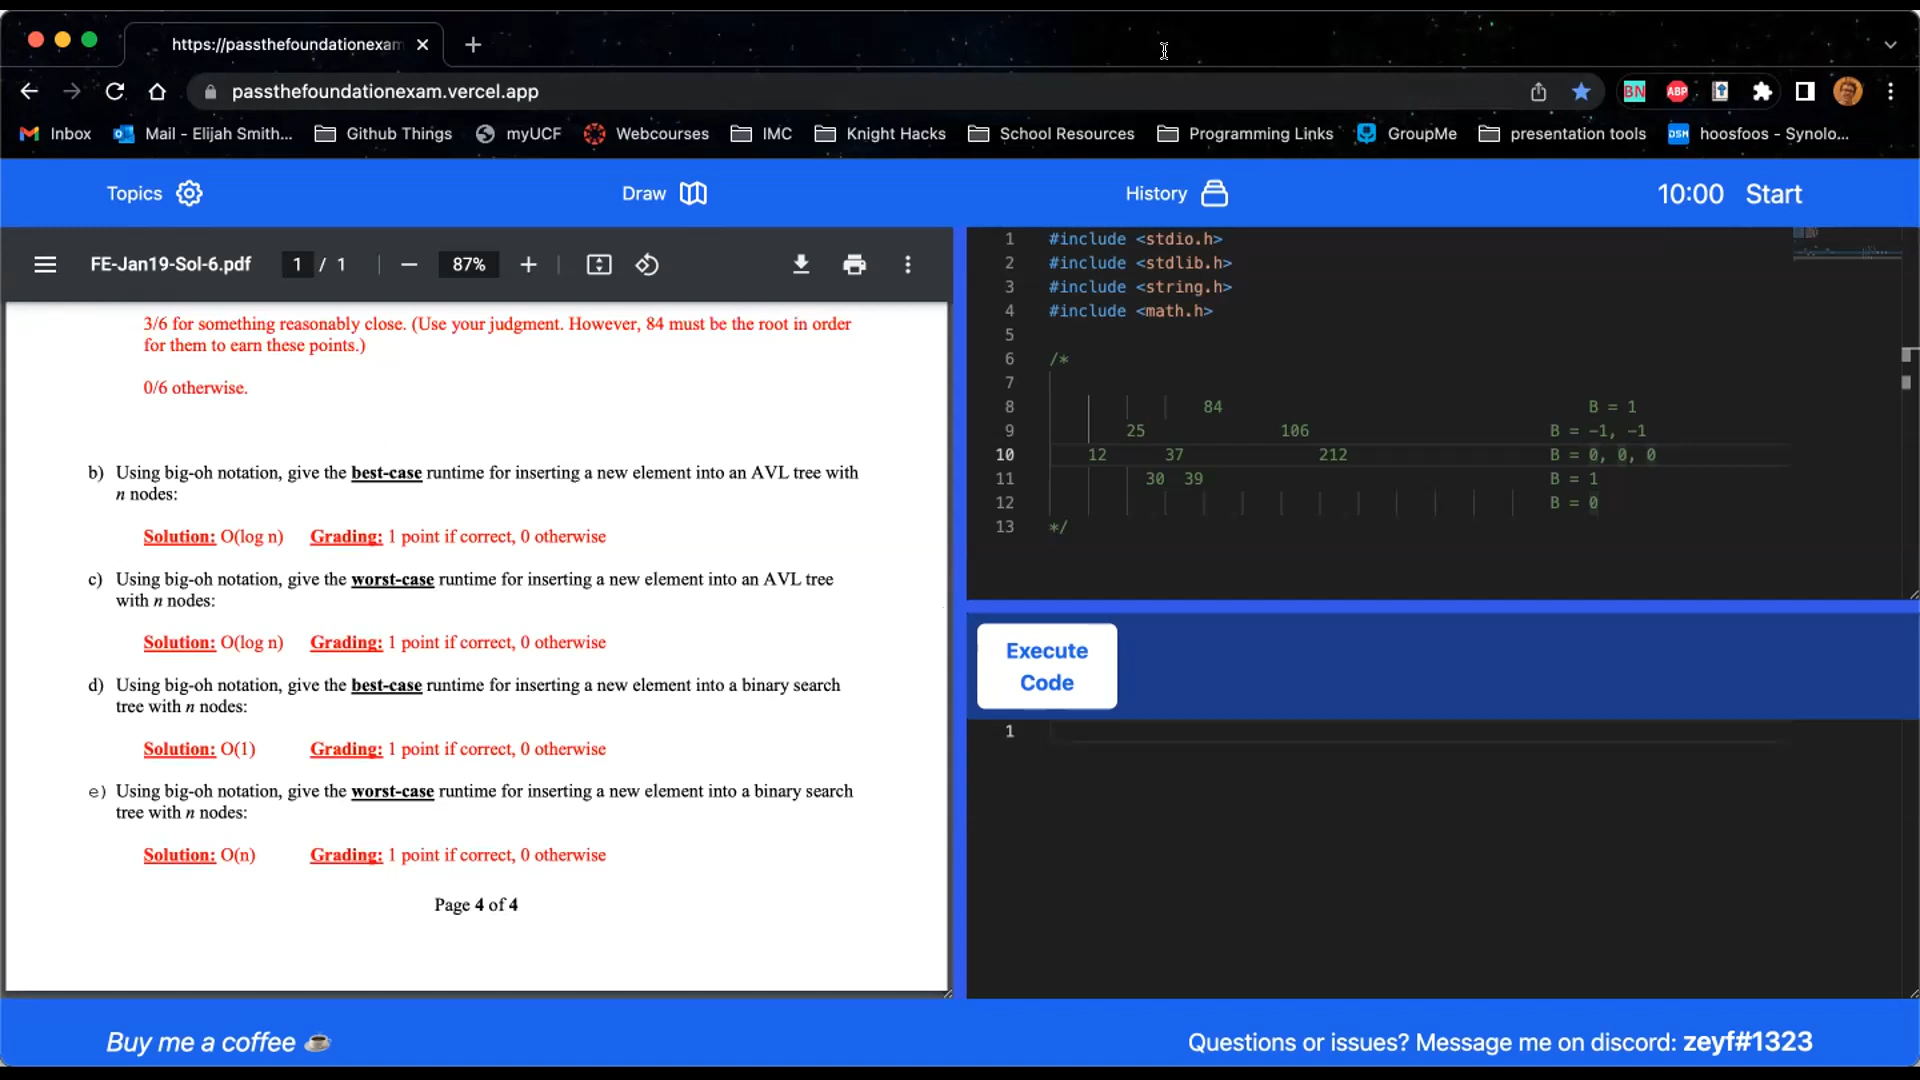 https://passthefoundationexam
passthefoundationexam.vercel.app
BN
ABP
Inbox
Mail - Elijah Smith...
Github Things
myUCF
Webcourses
IMC
Knight Hacks
School Resources
Programming Links
GroupMe
presentation tools
DSM
hoosfoos - Synolo...
Topics
Draw
History
10:00 Start
FE-Jan19-Sol-6.pdf
1 / 1
87%
3/6 for something reasonably close. (Use your judgment. However, 84 must be the root in order
for them to earn these points.)
0/6 otherwise.
b) Using big-oh notation, give the best-case runtime for inserting a new element into an AVL tree with
n nodes:
Solution: O(log n) Grading: 1 point if correct, 0 otherwise
c) Using big-oh notation, give the worst-case runtime for inserting a new element into an AVL tree
with n nodes:
Solution: O(log n) Grading: 1 point if correct, 0 otherwise
d) Using big-oh notation, give the best-case runtime for inserting a new element into a binary search
tree with n nodes:
Solution: O(1) Grading: 1 point if correct, 0 otherwise
e) Using big-oh notation, give the worst-case runtime for inserting a new element into a binary search
tree with n nodes:
Solution: O(n) Grading: 1 point if correct, 0 otherwise
Page 4 of 4
1 #include <stdio.h>
2 #include <stdlib.h>
3 #include <string.h>
4 #include <math.h>
5
6 /*
7
8 84 B = 1
9 25 106 B = -1, -1
10 12 37 212 B = 0, 0, 0
11 30 39 B = 1
12 B = 0
13 */
Execute
Code
1
Buy me a coffee
Questions or issues? Message me on discord: zeyf#1323